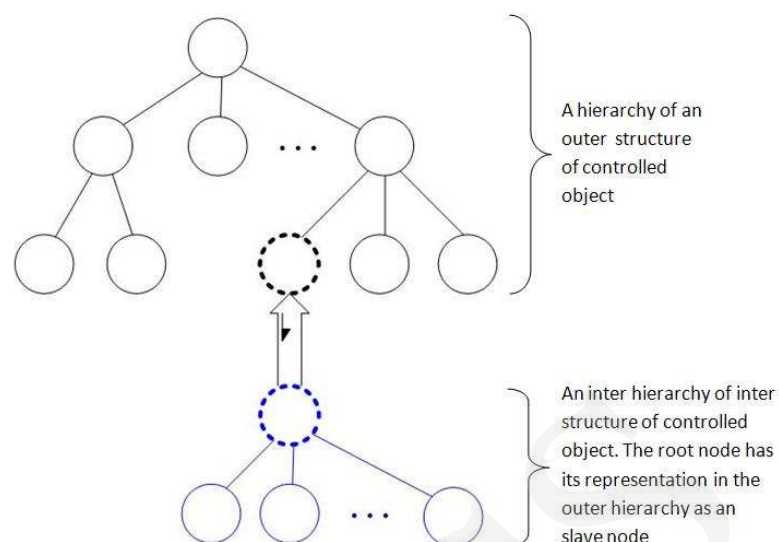 A hierarchy of an
outer structure
of controlled
object
An inter hierarchy of inter
structure of controlled
object. The root node has
its representation in the
outer hierarchy as an
slave node